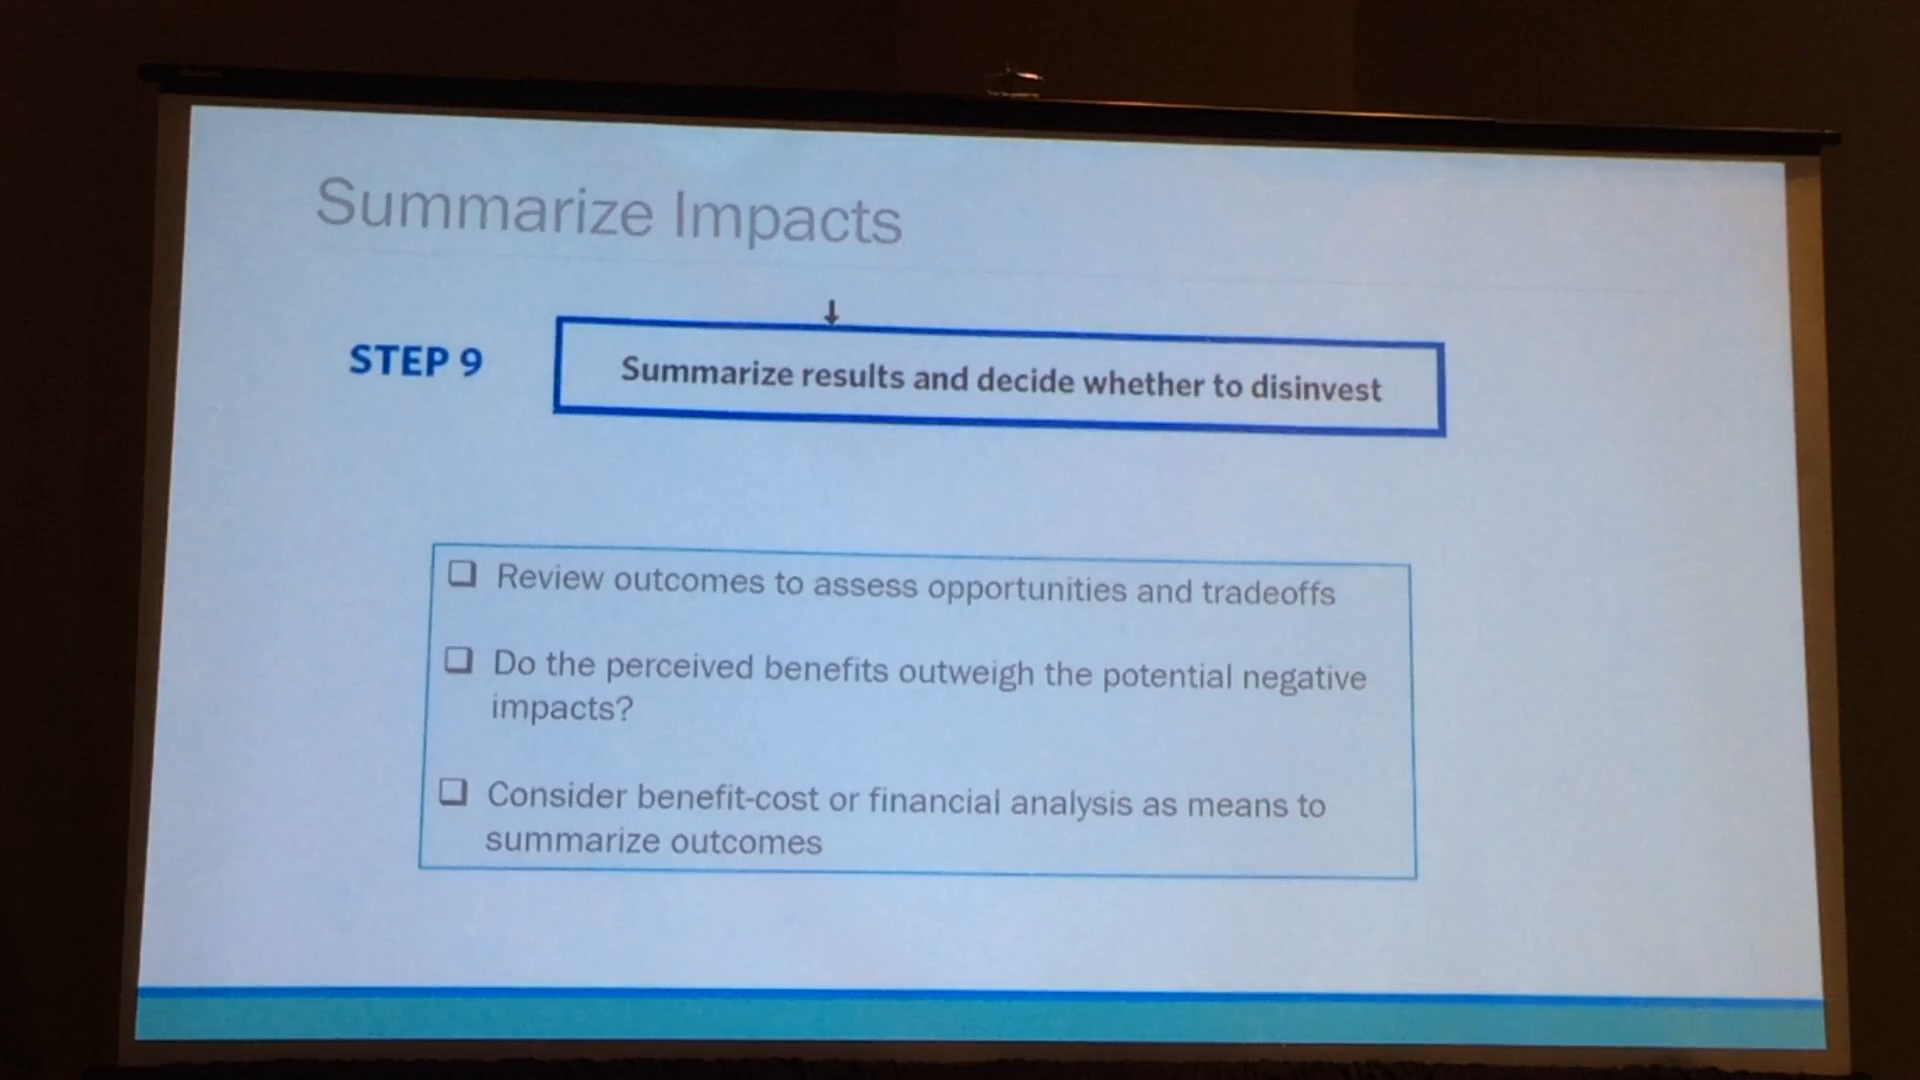 Summarize Impacts
STEP 9
Summarize results and decide whether to disinvest
❑ Review outcomes to assess opportunities and tradeoffs
❑ Do the perceived benefits outweigh the potential negative
impacts?
❑ Consider benefit-cost or financial analysis as means to
summarize outcomes